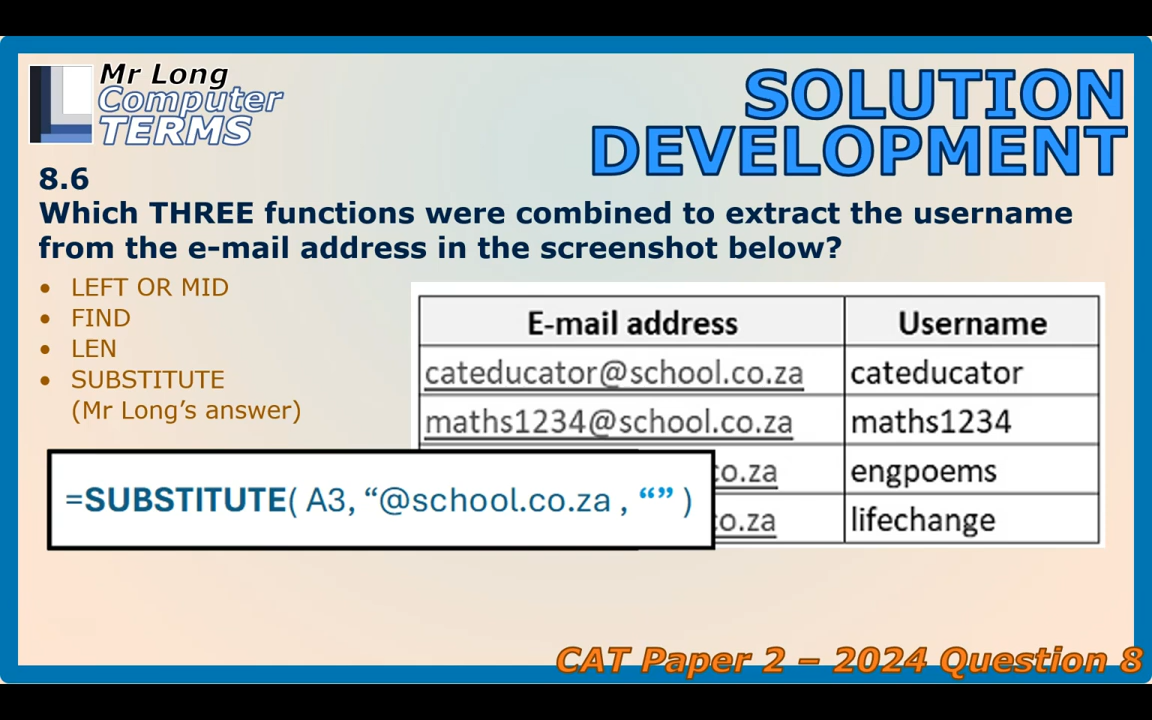 Mr Long
Computer
TERMS
SOLUTION
DEVELOPMENT
8.6
Which THREE functions were combined to extract the username
from the e-mail address in the screenshot below?
• LEFT OR MID
• FIND
• LEN
• SUBSTITUTE
(Mr Long’s answer)
E-mail address Username
cateducator@school.co.za cateducator
maths1234@school.co.za maths1234
co.za engpoems
co.za lifechange
=SUBSTITUTE( A3, “@school.co.za , “” )
CAT Paper 2 – 2024 Question 8